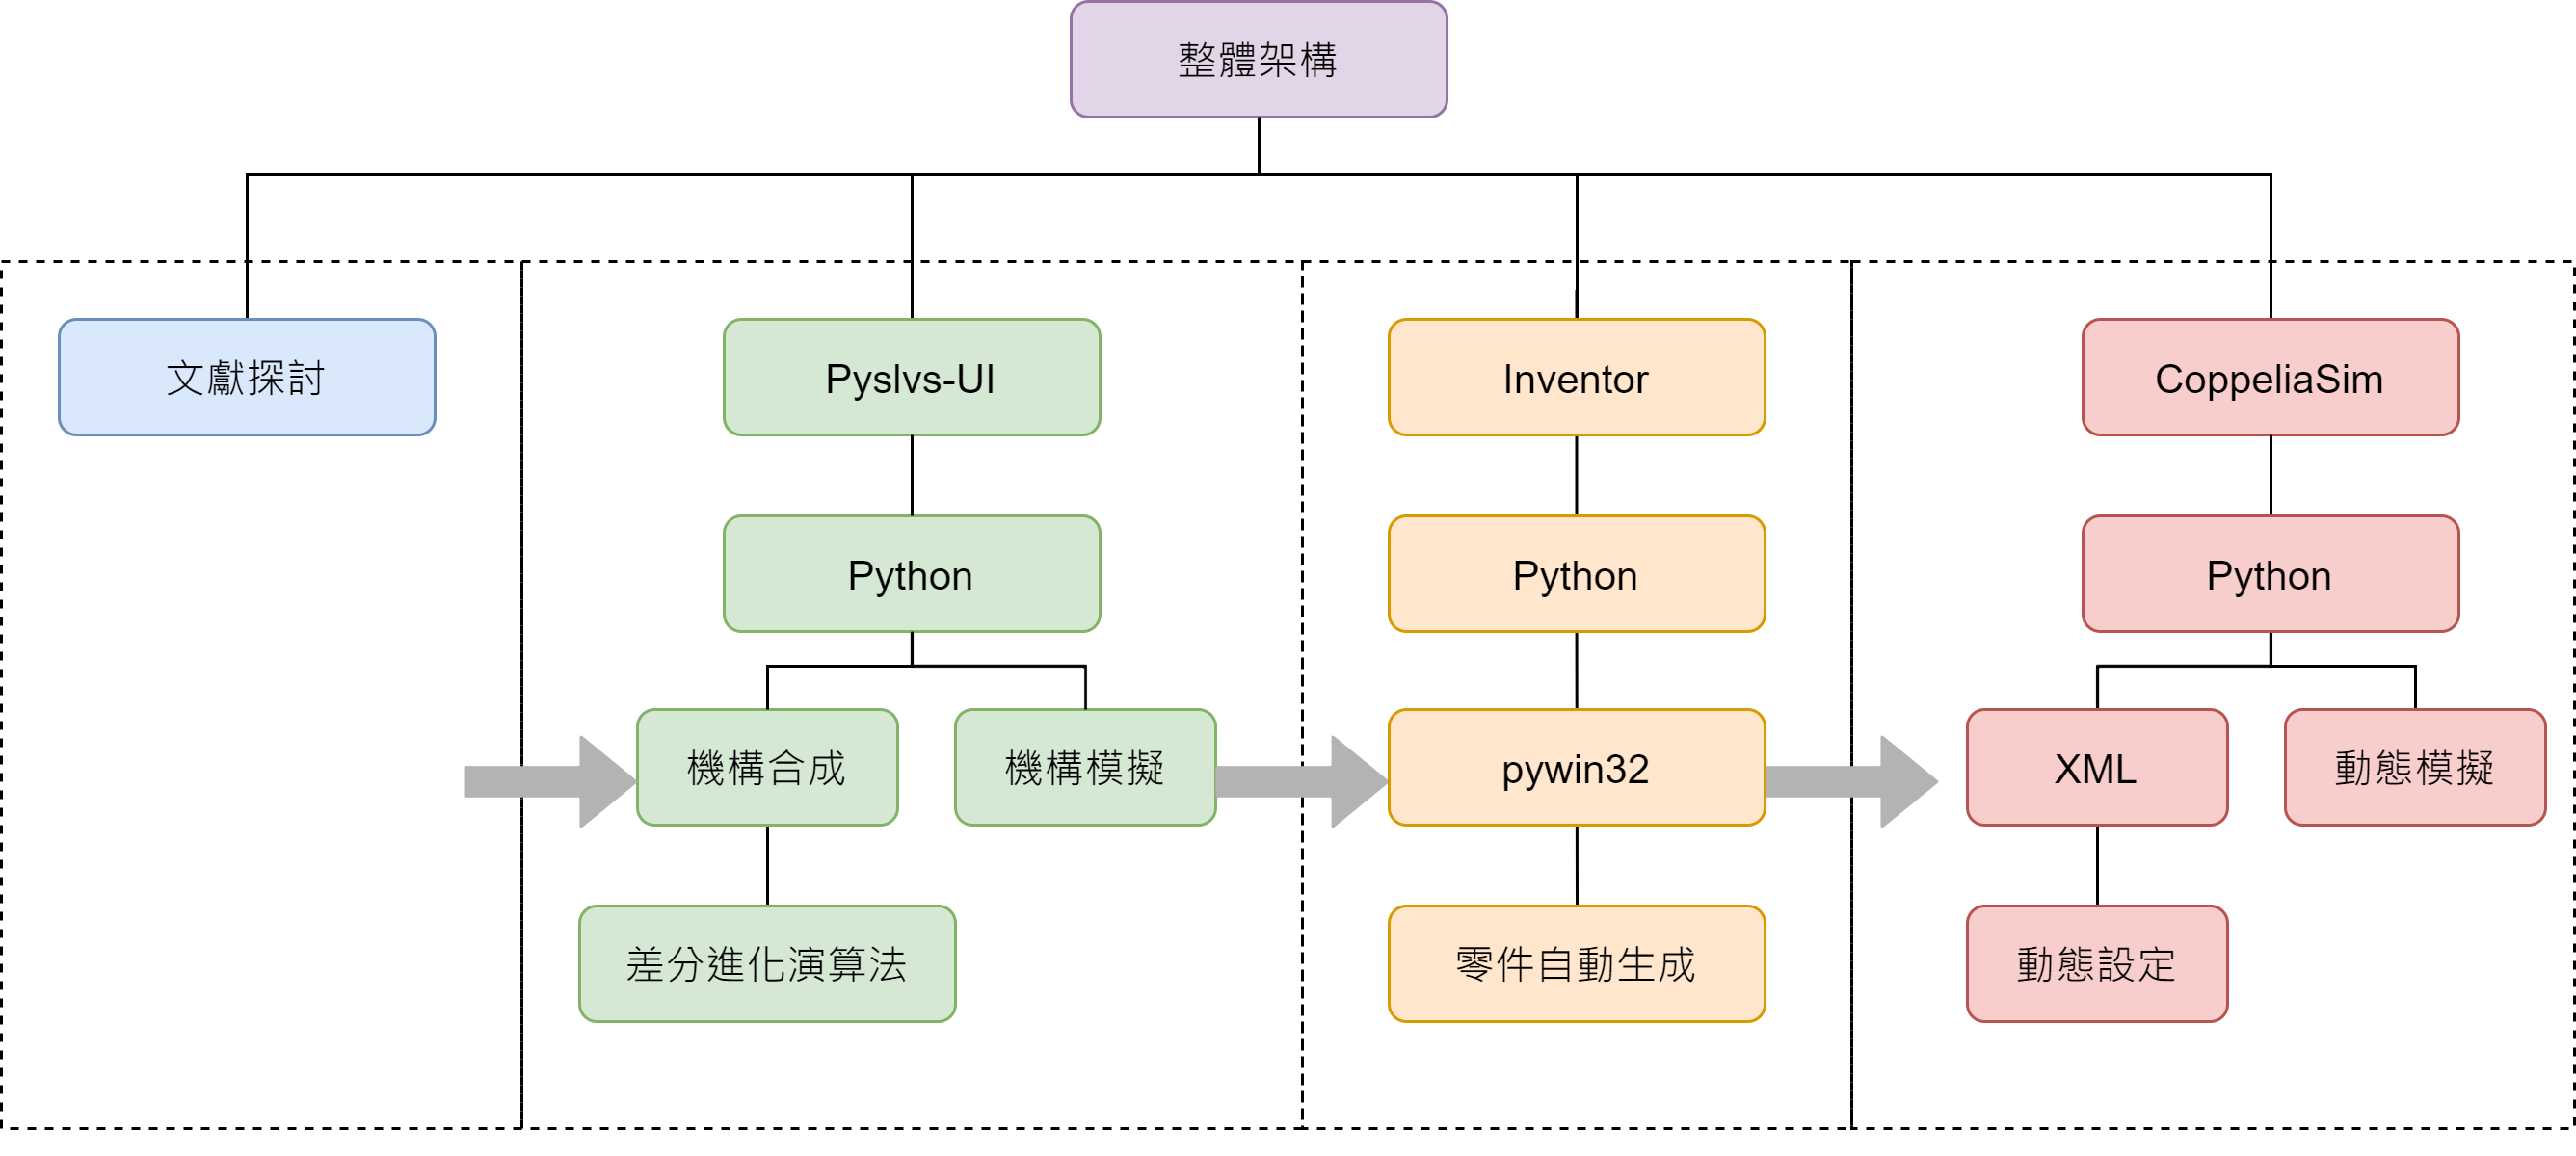 整體架構
文獻探討
Pyslvs-UI
Inventor
CoppeliaSim
Python
Python
Python
機構合成
機構模擬
pywin32
XML
動態模擬
差分進化演算法
零件自動生成
動態設定